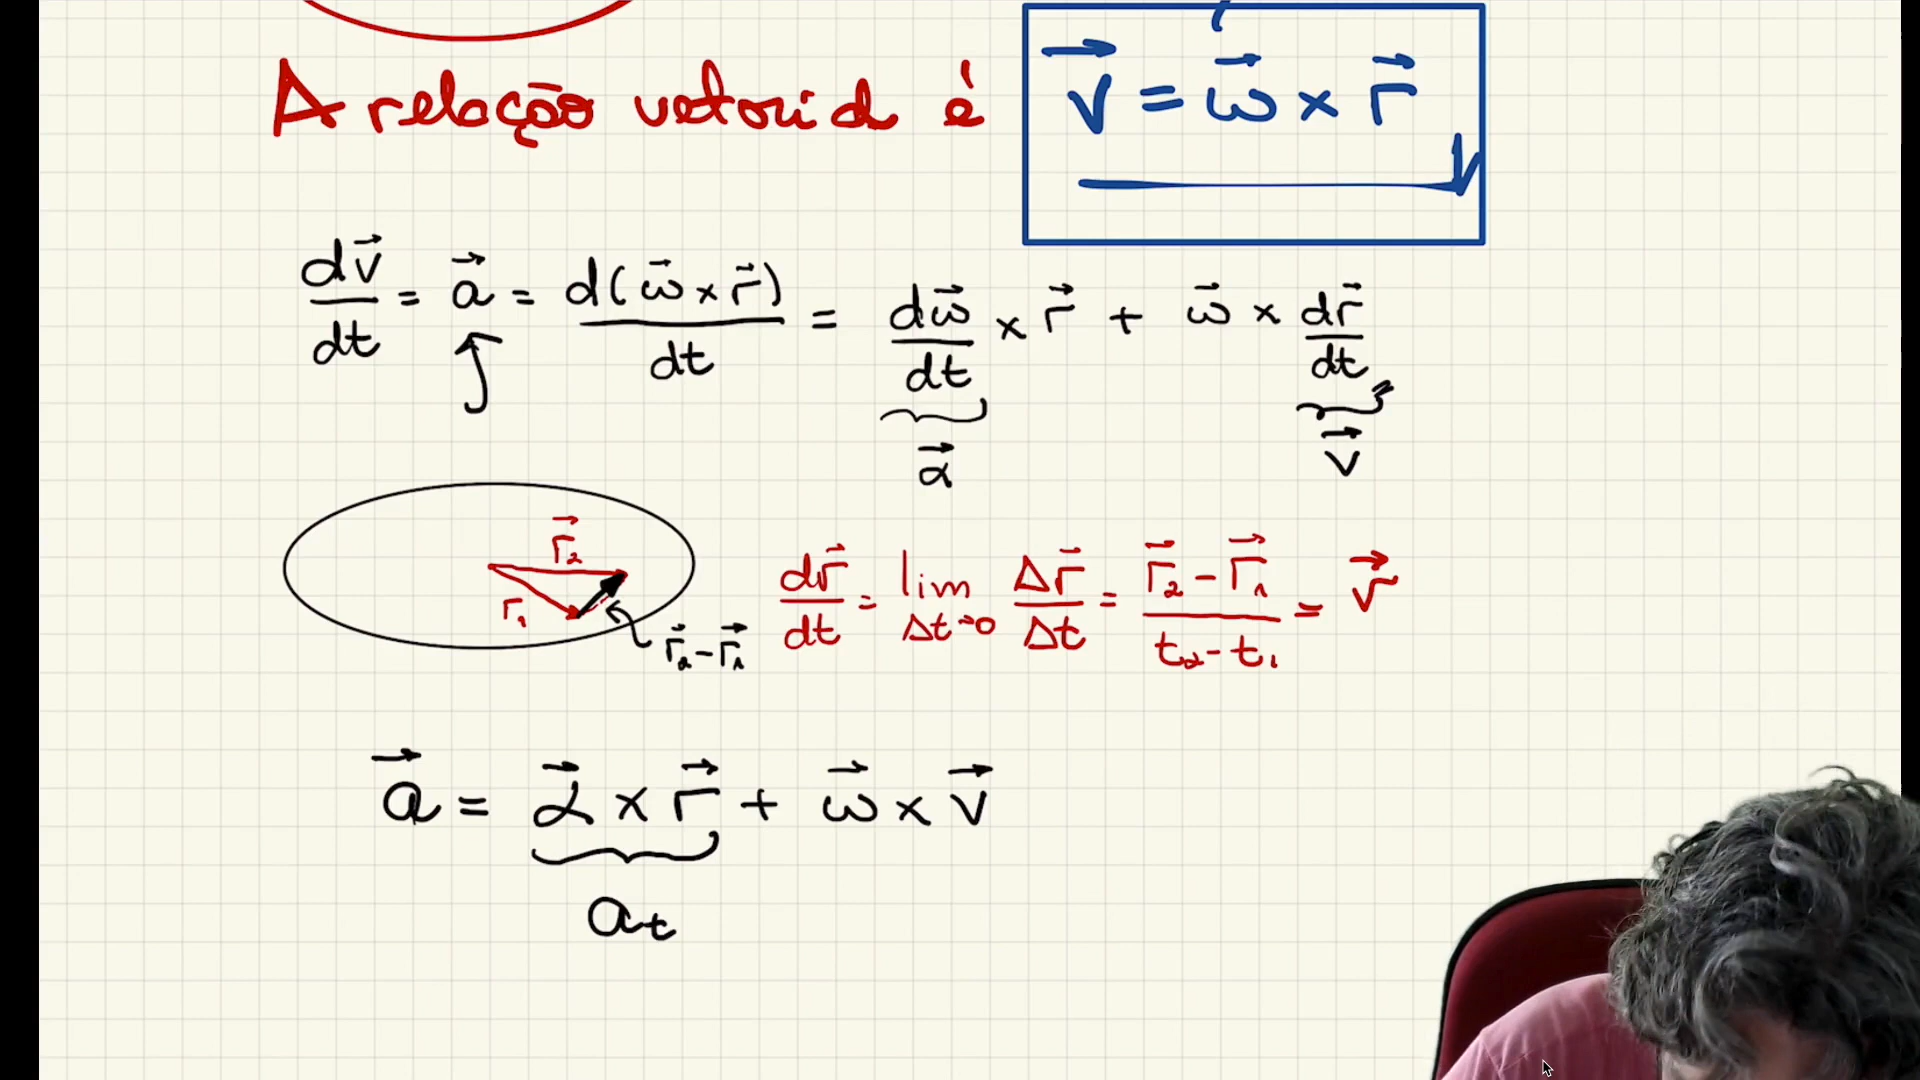 A relação vetorial é v⃗ = ω⃗ × r⃗
dv⃗/dt = a⃗ = d(ω⃗ × r⃗)/dt = dω⃗/dt × r⃗ + ω⃗ × dr⃗/dt
α⃗ v⃗
r⃗₂
r₁
r⃗₂ − r⃗₁
dr⃗/dt = lim Δt→0 Δr⃗/Δt = (r⃗₂ − r⃗₁)/(t₂ − t₁) = v⃗
a⃗ = α⃗ × r⃗ + ω⃗ × v⃗
aₜ